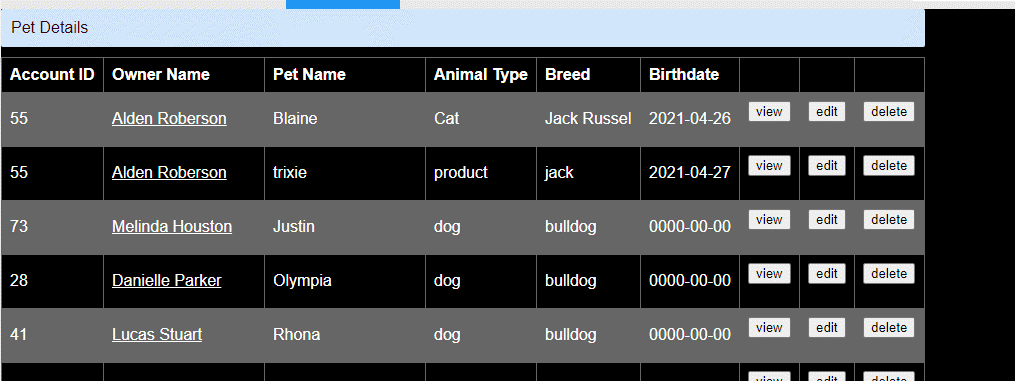 Pet Details
Account ID Owner Name Pet Name Animal Type Breed Birthdate
55 Alden Roberson Blaine Cat Jack Russel 2021-04-26 view edit delete
55 Alden Roberson trixie product jack 2021-04-27 view edit delete
73 Melinda Houston Justin dog bulldog 0000-00-00 view edit delete
28 Danielle Parker Olympia dog bulldog 0000-00-00 view edit delete
41 Lucas Stuart Rhona dog bulldog 0000-00-00 view edit delete
view edit delete